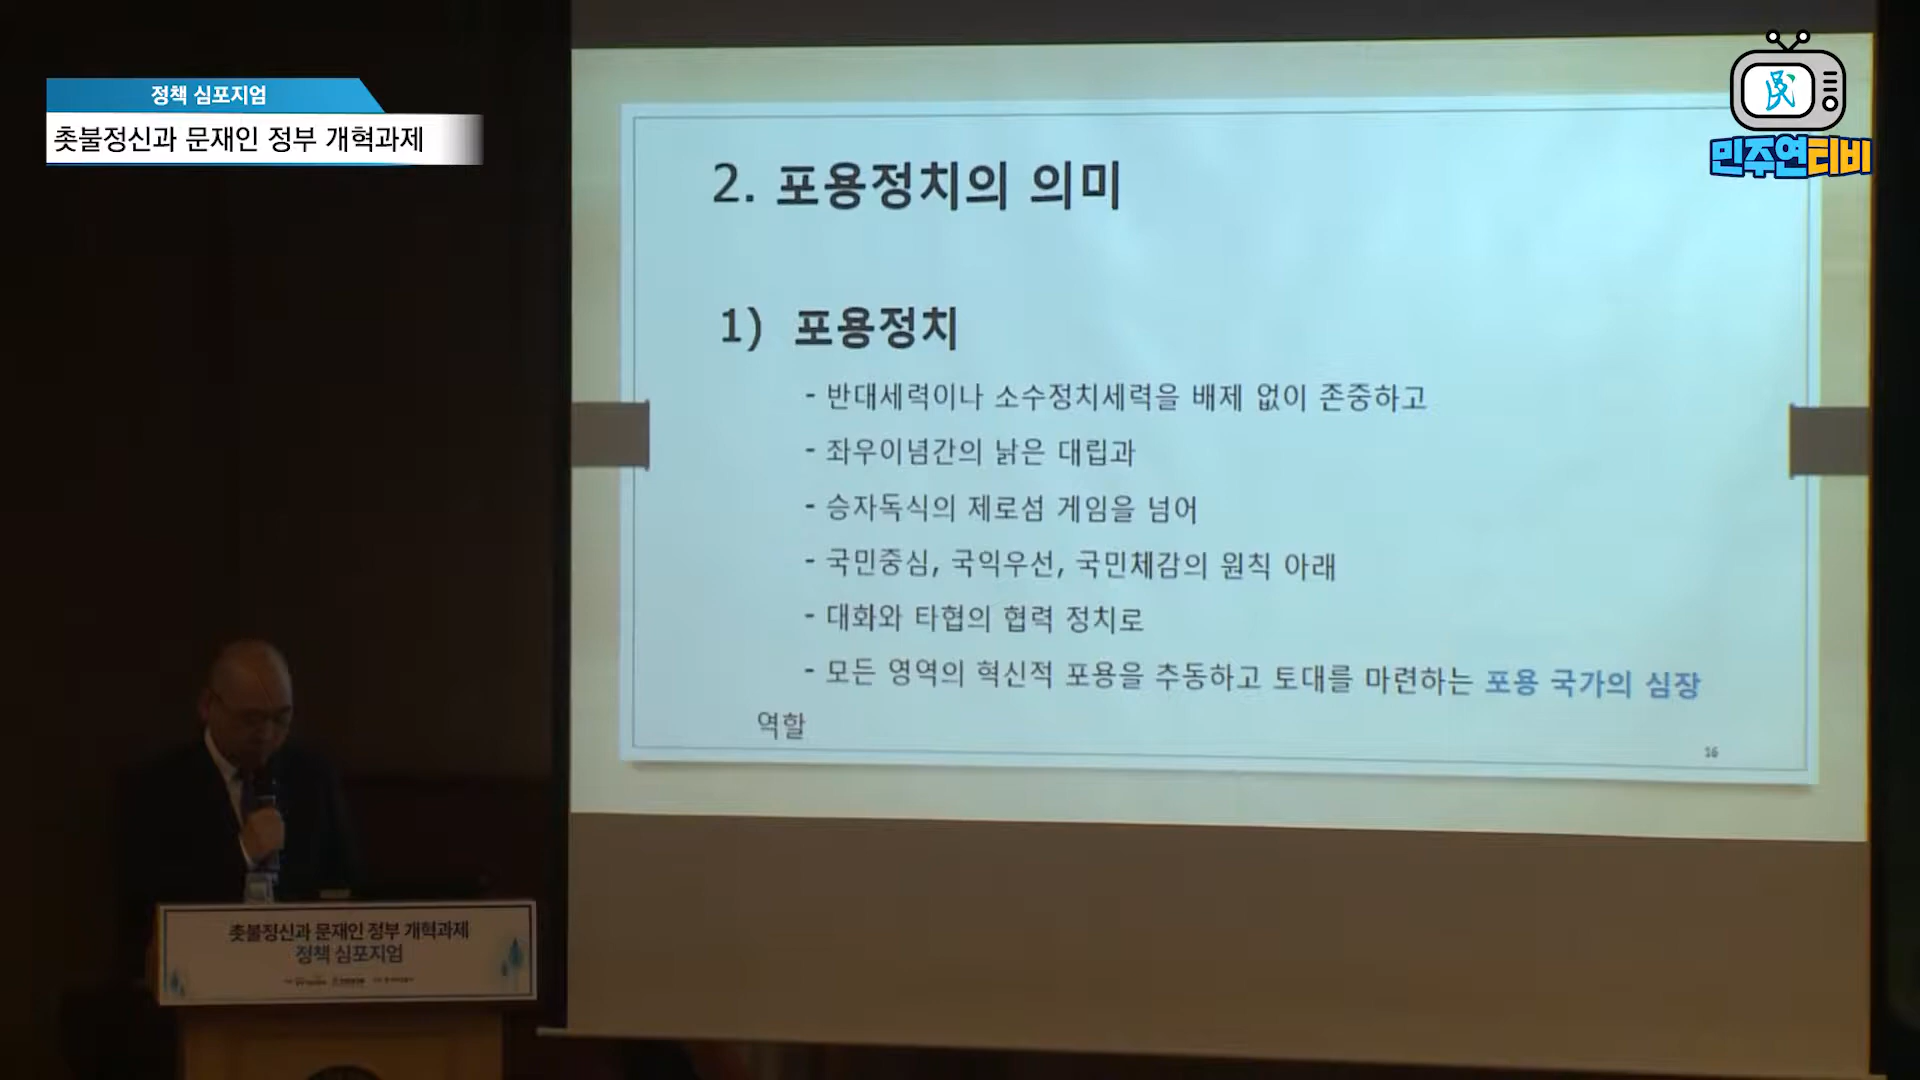 정책 심포지엄
촛불정신과 문재인 정부 개혁과제
民
민주연티비
2. 포용정치의 의미
1) 포용정치
- 반대세력이나 소수정치세력을 배제 없이 존중하고
- 좌우이념간의 낡은 대립과
- 승자독식의 제로섬 게임을 넘어
- 국민중심, 국익우선, 국민체감의 원칙 아래
- 대화와 타협의 협력 정치로
- 모든 영역의 혁신적 포용을 추동하고 토대를 마련하는 포용 국가의 심장
역할
16
촛불정신과 문재인 정부 개혁과제
정책 심포지엄